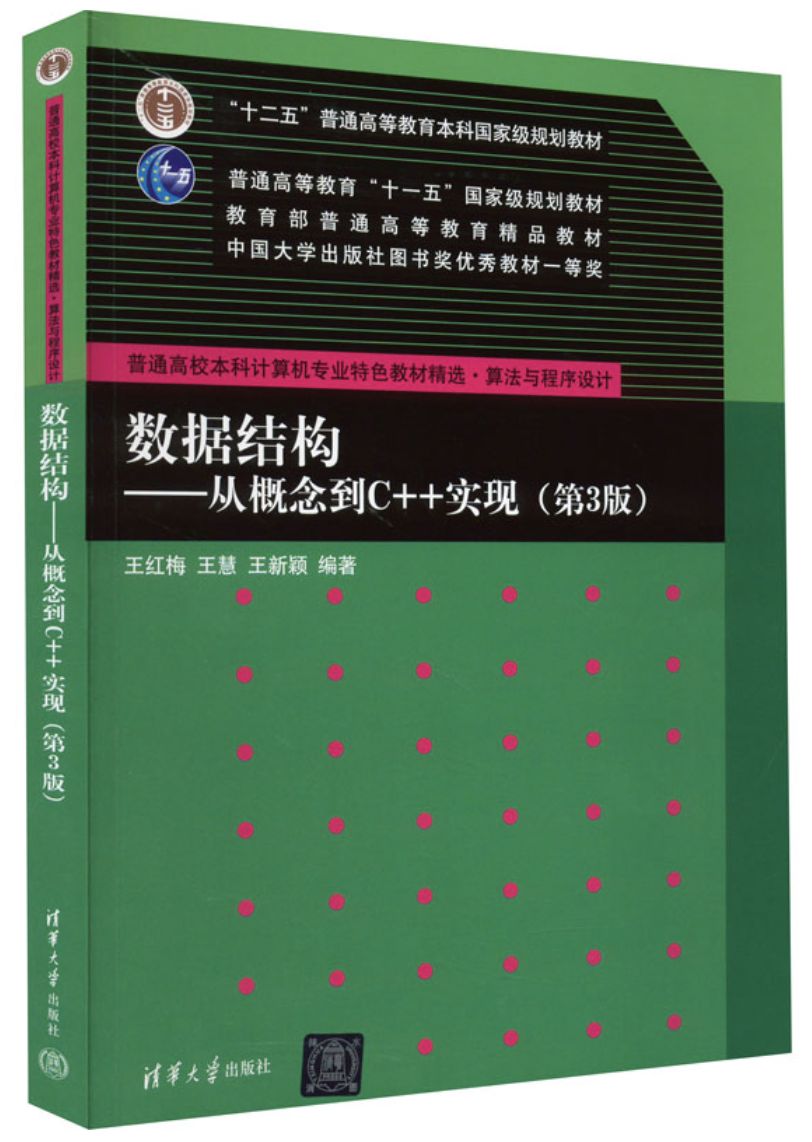 十二五
“十二五”普通高等教育本科国家级规划教材
十一五
普通高等教育“十一五”国家级规划教材
教育部普通高等教育精品教材
中国大学出版社图书奖优秀教材一等奖
普通高校本科计算机专业特色教材精选·算法与程序设计
数据结构
——从概念到C++实现（第3版）
王红梅 王慧 王新颖 编著
清华大学出版社
普通高校本科计算机专业特色教材精选·算法与程序设计
数据结构——从概念到C++实现（第3版）
清华大学出版社